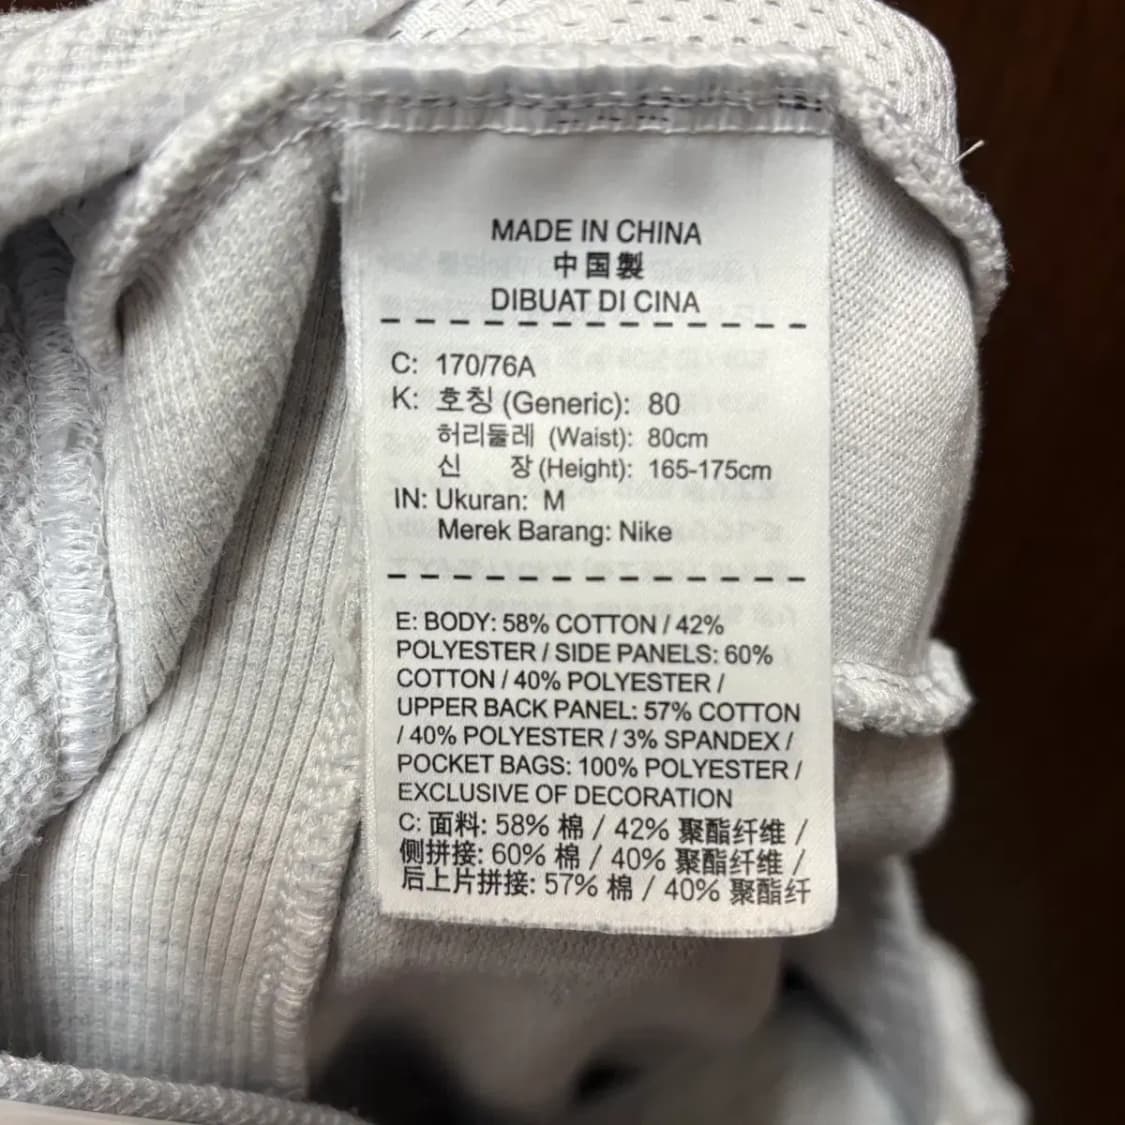 MADE IN CHINA
中国製
DIBUAT DI CINA
C: 170/76A
K: 호칭 (Generic): 80
허리둘레 (Waist): 80cm
신 장 (Height): 165-175cm
IN: Ukuran: M
Merek Barang: Nike
E: BODY: 58% COTTON / 42%
POLYESTER / SIDE PANELS: 60%
COTTON / 40% POLYESTER /
UPPER BACK PANEL: 57% COTTON
/ 40% POLYESTER / 3% SPANDEX /
POCKET BAGS: 100% POLYESTER /
EXCLUSIVE OF DECORATION
C: 面料: 58% 棉 / 42% 聚酯纤维 /
侧拼接: 60% 棉 / 40% 聚酯纤维 /
后上片拼接: 57% 棉 / 40% 聚酯纤